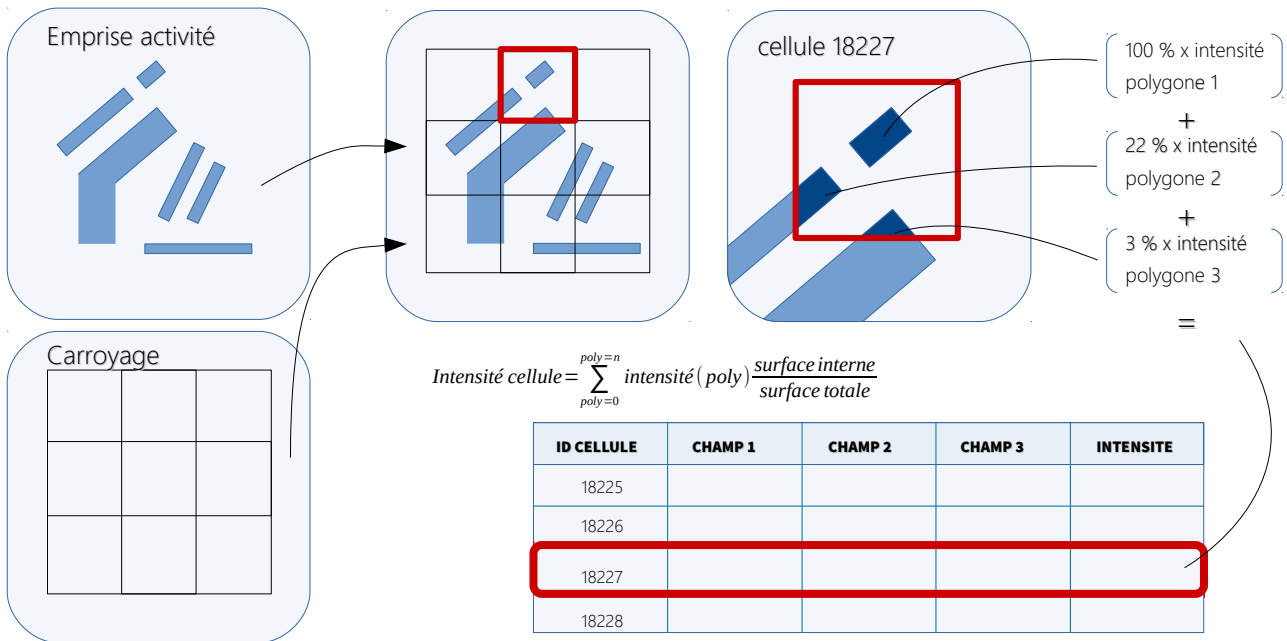 Emprise activité
cellule 18227
100 % x intensité
polygone 1
+
22 % x intensité
polygone 2
+
3 % x intensité
polygone 3
=
Carroyage
Intensité cellule = poly=n ∑ poly=0 intensité (poly) surface interne / surface totale
ID CELLULE CHAMP 1 CHAMP 2 CHAMP 3 INTENSITE
18225
18226
18227
18228